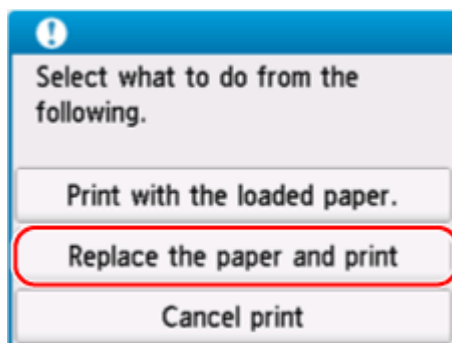 Select what to do from the
following.
Print with the loaded paper.
Replace the paper and print
Cancel print